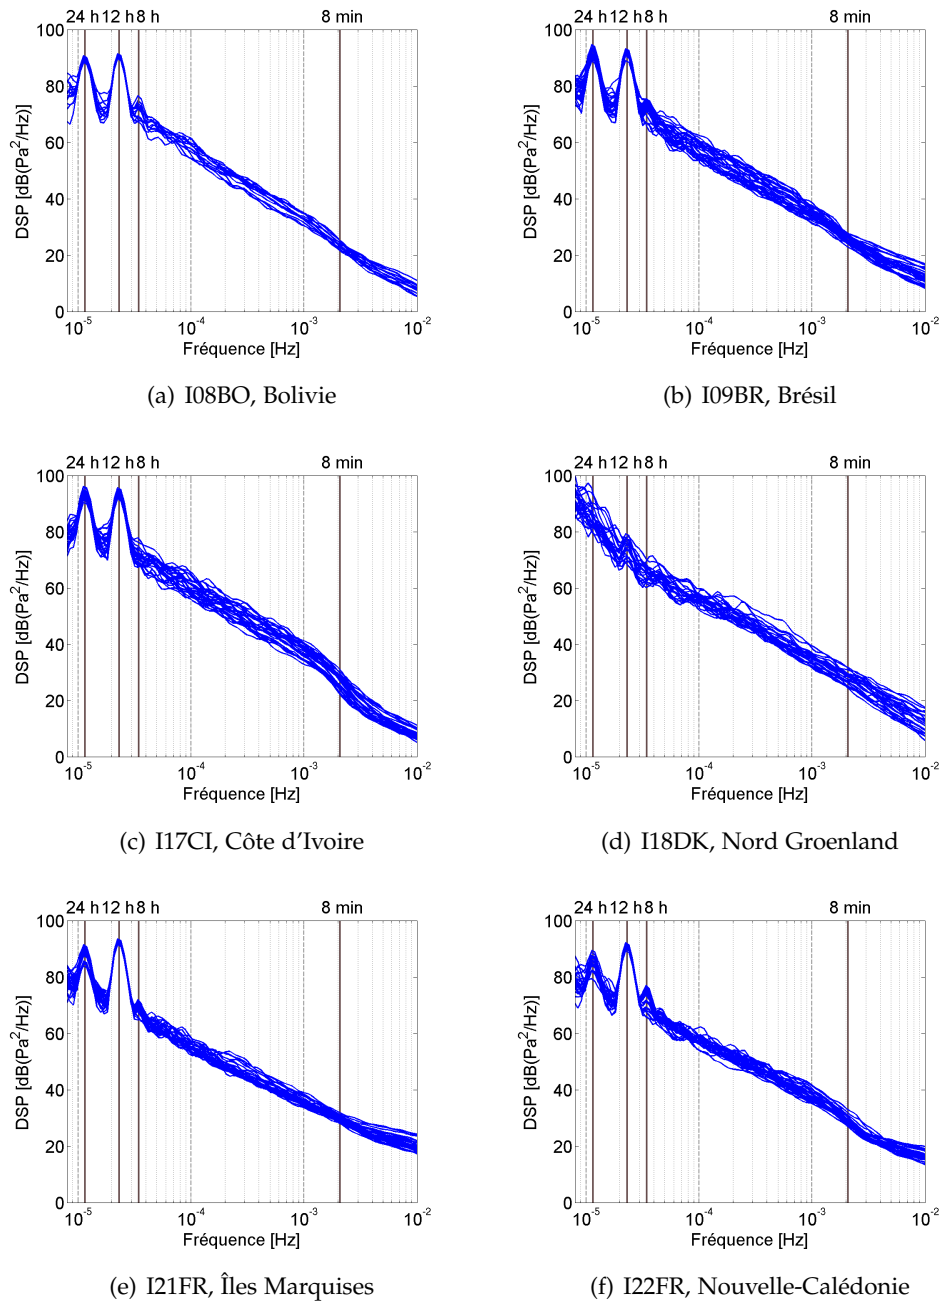 24 h 12 h 8 h 8 min
100
80
60
40
20
0
DSP [dB(Pa²/Hz)]
10⁻⁵ 10⁻⁴ 10⁻³ 10⁻²
Fréquence [Hz]
(a) I08BO, Bolivie
24 h 12 h 8 h 8 min
100
80
60
40
20
0
DSP [dB(Pa²/Hz)]
10⁻⁵ 10⁻⁴ 10⁻³ 10⁻²
Fréquence [Hz]
(b) I09BR, Brésil
24 h 12 h 8 h 8 min
100
80
60
40
20
0
DSP [dB(Pa²/Hz)]
10⁻⁵ 10⁻⁴ 10⁻³ 10⁻²
Fréquence [Hz]
(c) I17CI, Côte d'Ivoire
24 h 12 h 8 h 8 min
100
80
60
40
20
0
DSP [dB(Pa²/Hz)]
10⁻⁵ 10⁻⁴ 10⁻³ 10⁻²
Fréquence [Hz]
(d) I18DK, Nord Groenland
24 h 12 h 8 h 8 min
100
80
60
40
20
0
DSP [dB(Pa²/Hz)]
10⁻⁵ 10⁻⁴ 10⁻³ 10⁻²
Fréquence [Hz]
(e) I21FR, Îles Marquises
24 h 12 h 8 h 8 min
100
80
60
40
20
0
DSP [dB(Pa²/Hz)]
10⁻⁵ 10⁻⁴ 10⁻³ 10⁻²
Fréquence [Hz]
(f) I22FR, Nouvelle-Calédonie